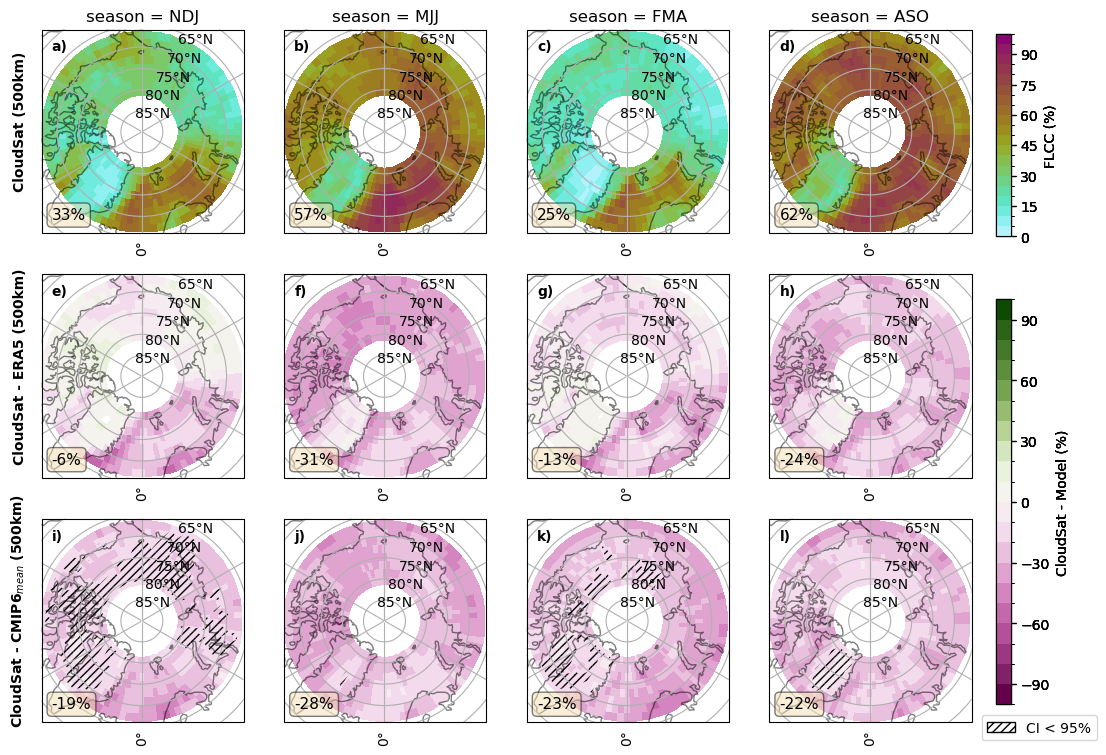 season = NDJ
season = MJJ
season = FMA
season = ASO
CloudSat (500km)
a)
65°N
70°N
75°N
80°N
85°N
33%
0°
b)
65°N
70°N
75°N
80°N
85°N
57%
0°
c)
65°N
70°N
75°N
80°N
85°N
25%
0°
d)
65°N
70°N
75°N
80°N
85°N
62%
0°
90
75
60
45
30
15
0
FLCC (%)
CloudSat - ERA5 (500km)
e)
65°N
70°N
75°N
80°N
85°N
-6%
0°
f)
65°N
70°N
75°N
80°N
85°N
-31%
0°
g)
65°N
70°N
75°N
80°N
85°N
-13%
0°
h)
65°N
70°N
75°N
80°N
85°N
-24%
0°
90
60
30
0
−30
−60
−90
CloudSat - Model (%)
CloudSat - CMIP6mean (500km)
i)
65°N
70°N
75°N
80°N
85°N
-19%
0°
j)
65°N
70°N
75°N
80°N
85°N
-28%
0°
k)
65°N
70°N
75°N
80°N
85°N
-23%
0°
l)
65°N
70°N
75°N
80°N
85°N
-22%
0°
CI < 95%